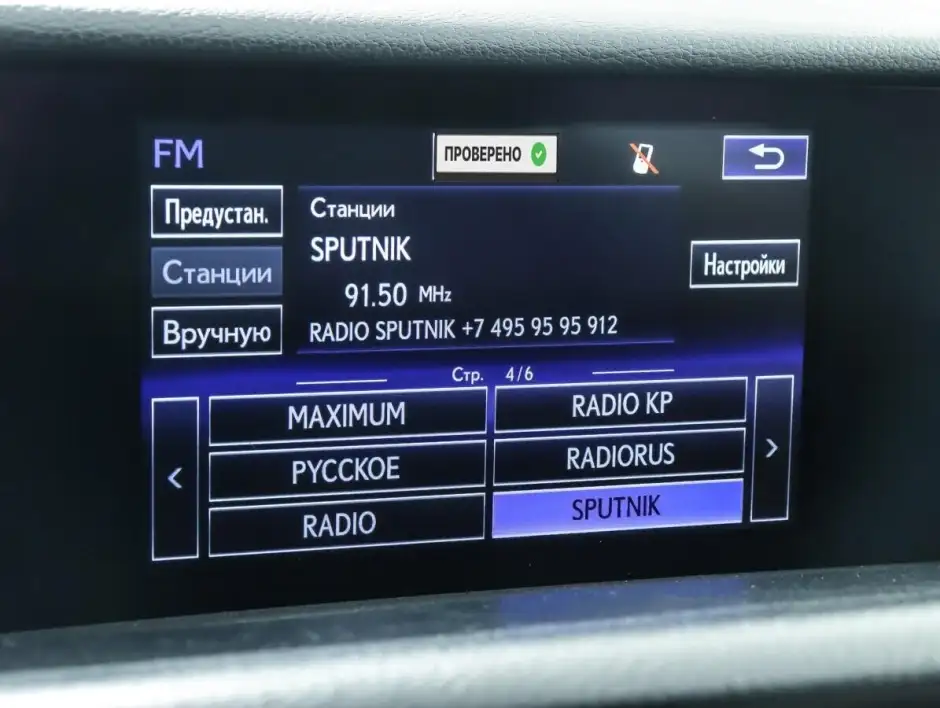 FM
ПРОВЕРЕНО
Предустан.
Станции
Вручную
Станции
SPUTNIK
91.50 MHz
RADIO SPUTNIK +7 495 95 95 912
Настройки
Стр. 4/6
MAXIMUM
RADIO KP
РУССКОЕ
RADIORUS
RADIO
SPUTNIK